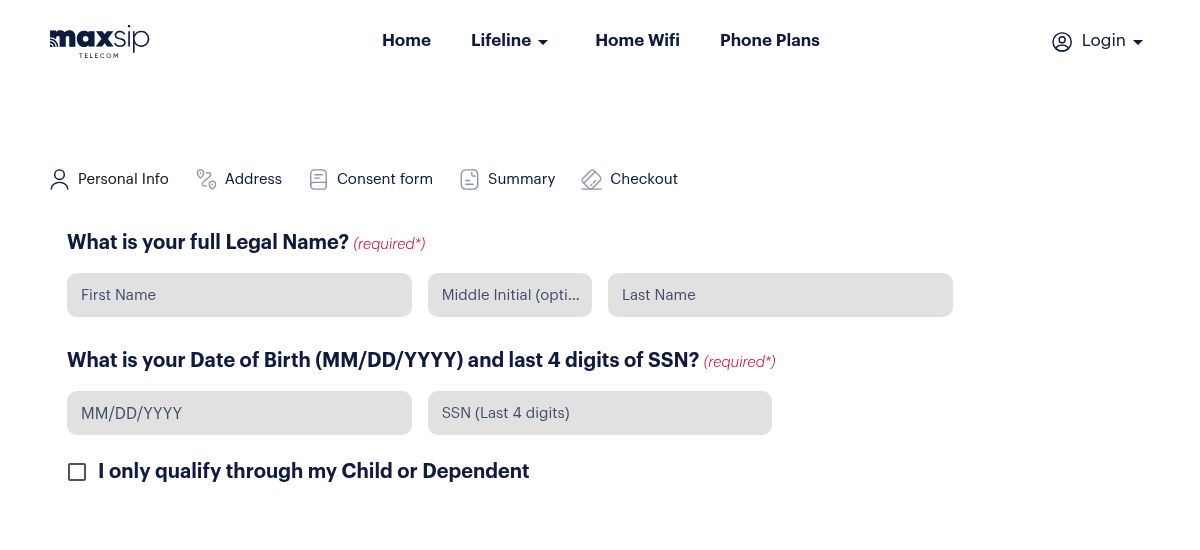 maxsip
TELECOM
Home Lifeline Home Wifi Phone Plans Login
Personal Info Address Consent form Summary Checkout
What is your full Legal Name? (required*)
First Name Middle Initial (opti... Last Name
What is your Date of Birth (MM/DD/YYYY) and last 4 digits of SSN? (required*)
MM/DD/YYYY SSN (Last 4 digits)
I only qualify through my Child or Dependent